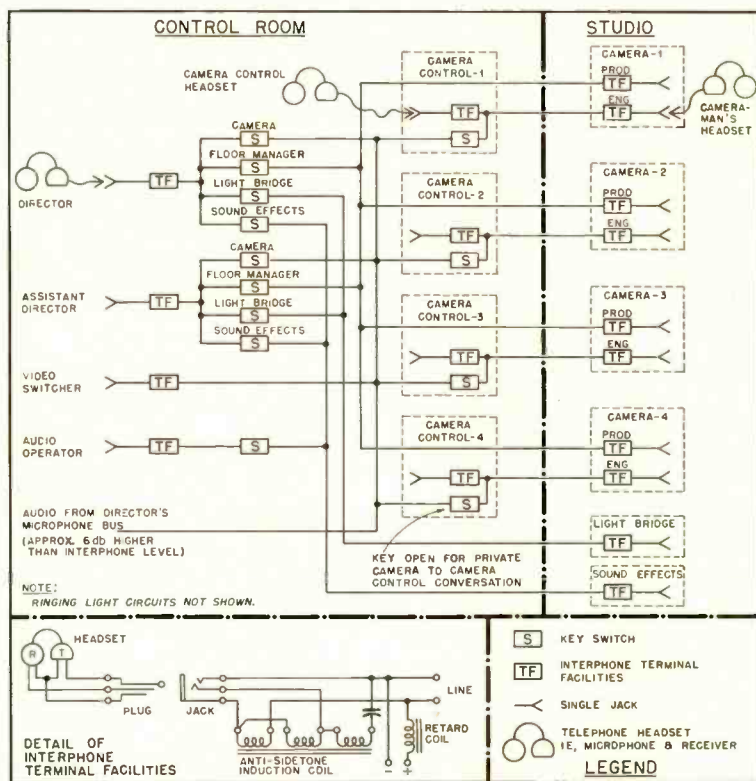 CONTROL ROOM
STUDIO
CAMERA CONTROL
HEADSET
CAMERA
CONTROL-1
CAMERA-1
PROD
TF
ENG
TF
TF
S
CAMERA-
MAN'S
HEADSET
DIRECTOR
TF
CAMERA
S
FLOOR MANAGER
S
LIGHT BRIDGE
S
SOUND EFFECTS
S
CAMERA
CONTROL-2
TF
S
CAMERA-2
PROD
TF
ENG
TF
ASSISTANT
DIRECTOR
TF
CAMERA
S
FLOOR MANAGER
S
LIGHT BRIDGE
S
SOUND EFFECTS
S
CAMERA
CONTROL-3
TF
S
CAMERA-3
PROD
TF
ENG
TF
VIDEO
SWITCHER
TF
AUDIO
OPERATOR
TF
S
CAMERA
CONTROL-4
TF
S
CAMERA-4
PROD
TF
ENG
TF
AUDIO FROM DIRECTOR'S
MICROPHONE BUS
(APPROX. 6 db HIGHER
THAN INTERPHONE LEVEL)
KEY OPEN FOR PRIVATE
CAMERA TO CAMERA
CONTROL CONVERSATION
LIGHT BRIDGE
TF
SOUND EFFECTS
TF
NOTE:
RINGING LIGHT CIRCUITS NOT SHOWN.
HEADSET
R
T
PLUG
JACK
LINE
RETARD
COIL
ANTI-SIDETONE
INDUCTION COIL
- +
DETAIL OF
INTERPHONE
TERMINAL FACILITIES
S KEY SWITCH
TF INTERPHONE TERMINAL
FACILITIES
SINGLE JACK
TELEPHONE HEADSET
IE, MICROPHONE & RECEIVER
LEGEND